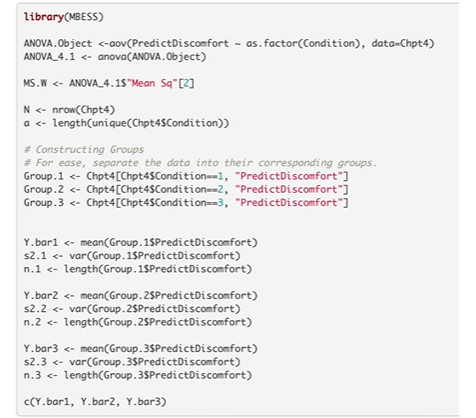 library(MBESS)
ANOVA.Object <-aov(PredictDiscomfort ~ as.factor(Condition), data=Chpt4)
ANOVA_4.1 <- anova(ANOVA.Object)
MS.W <- ANOVA_4.1$"Mean Sq"[2]
N <- nrow(Chpt4)
a <- length(unique(Chpt4$Condition))
# Constructing Groups
# For ease, separate the data into their corresponding groups.
Group.1 <- Chpt4[Chpt4$Condition==1, "PredictDiscomfort"]
Group.2 <- Chpt4[Chpt4$Condition==2, "PredictDiscomfort"]
Group.3 <- Chpt4[Chpt4$Condition==3, "PredictDiscomfort"]
Y.bar1 <- mean(Group.1$PredictDiscomfort)
s2.1 <- var(Group.1$PredictDiscomfort)
n.1 <- length(Group.1$PredictDiscomfort)
Y.bar2 <- mean(Group.2$PredictDiscomfort)
s2.2 <- var(Group.2$PredictDiscomfort)
n.2 <- length(Group.2$PredictDiscomfort)
Y.bar3 <- mean(Group.3$PredictDiscomfort)
s2.3 <- var(Group.3$PredictDiscomfort)
n.3 <- length(Group.3$PredictDiscomfort)
c(Y.bar1, Y.bar2, Y.bar3)